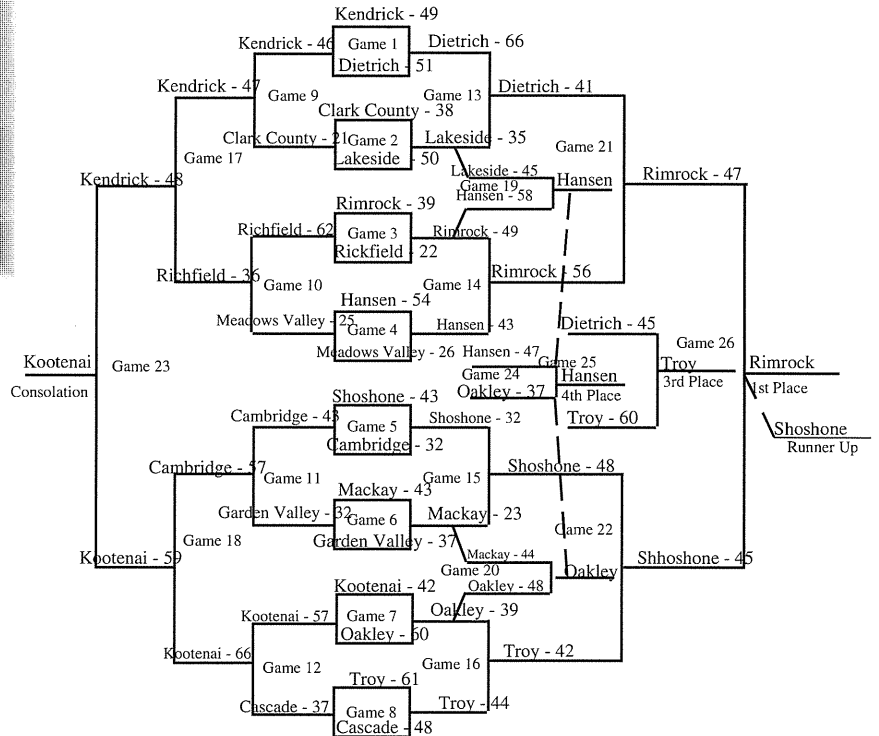 Kendrick - 49
Kendrick - 46
Game 1
Dietrich - 66
Dietrich - 51
Kendrick - 47
Game 9
Game 13
Dietrich - 41
Clark County - 38
Clark County - 21
Game 2
Lakeside - 35
Game 21
Lakeside - 50
Game 17
Lakeside - 45
Kendrick - 48
Game 19
Hansen
Rimrock - 47
Hansen - 58
Rimrock - 39
Richfield - 62
Game 3
Rimrock - 49
Rickfield - 22
Richfield - 36
Game 10
Game 14
Rimrock - 56
Hansen - 54
Meadows Valley - 25
Game 4
Hansen - 43
Dietrich - 45
Meadows Valley - 26
Hansen - 47
Game 26
Kootenai
Game 23
Game 25
Troy
Rimrock
Game 24
Hansen
3rd Place
1st Place
Consolation
Oakley - 37
4th Place
Shoshone - 43
Cambridge - 43
Game 5
Shoshone - 32
Troy - 60
Shoshone
Cambridge - 32
Runner Up
Cambridge - 57
Game 11
Game 15
Shoshone - 48
Mackay - 43
Garden Valley - 32
Game 6
Mackay - 23
Game 22
Garden Valley - 37
Game 18
Mackay - 44
Kootenai - 59
Game 20
Oakley
Shhoshone - 45
Oakley - 48
Kootenai - 42
Kootenai - 57
Game 7
Oakley - 39
Oakley - 60
Kootenai - 66
Game 12
Game 16
Troy - 42
Troy - 61
Cascade - 37
Game 8
Troy - 44
Cascade - 48